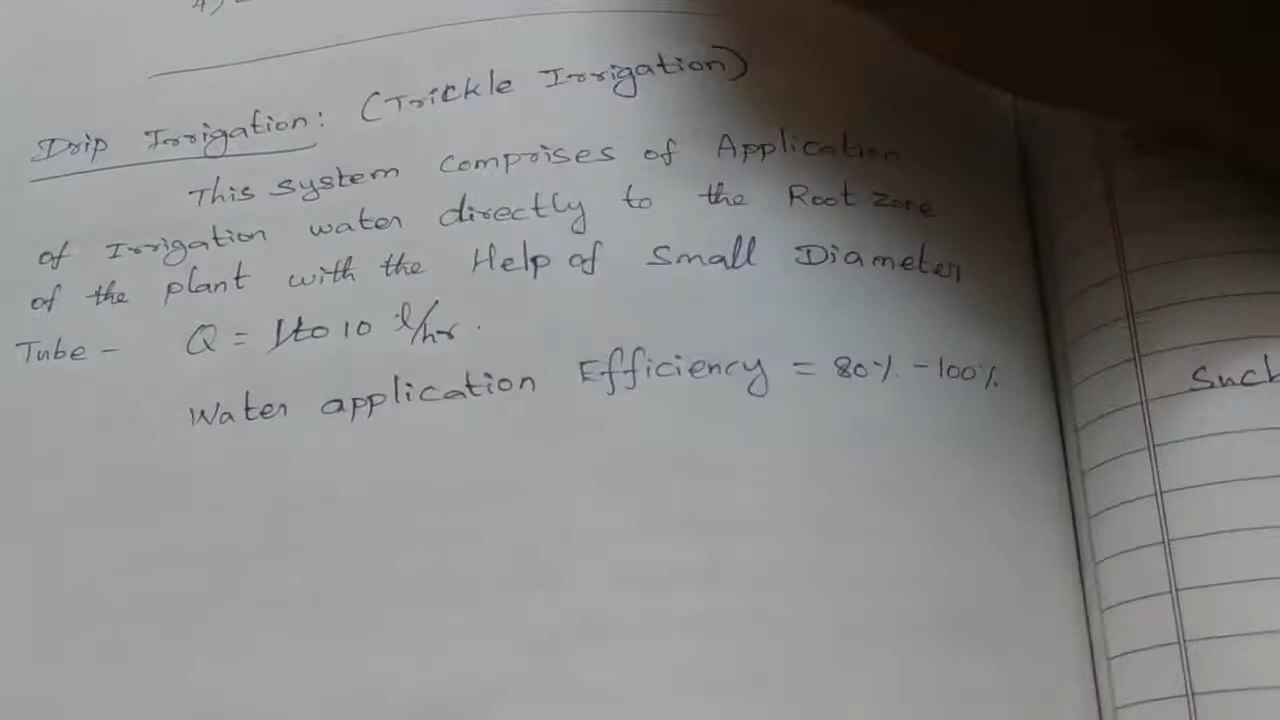 4)
Drip Irrigation: (Trickle Irrigation)
This system comprises of Application
of Irrigation water directly to the Root zone
of the plant with the Help of Small Diameter
Tube - Q = 1 to 10 l/hr.
Water application Efficiency = 80% - 100%
Such